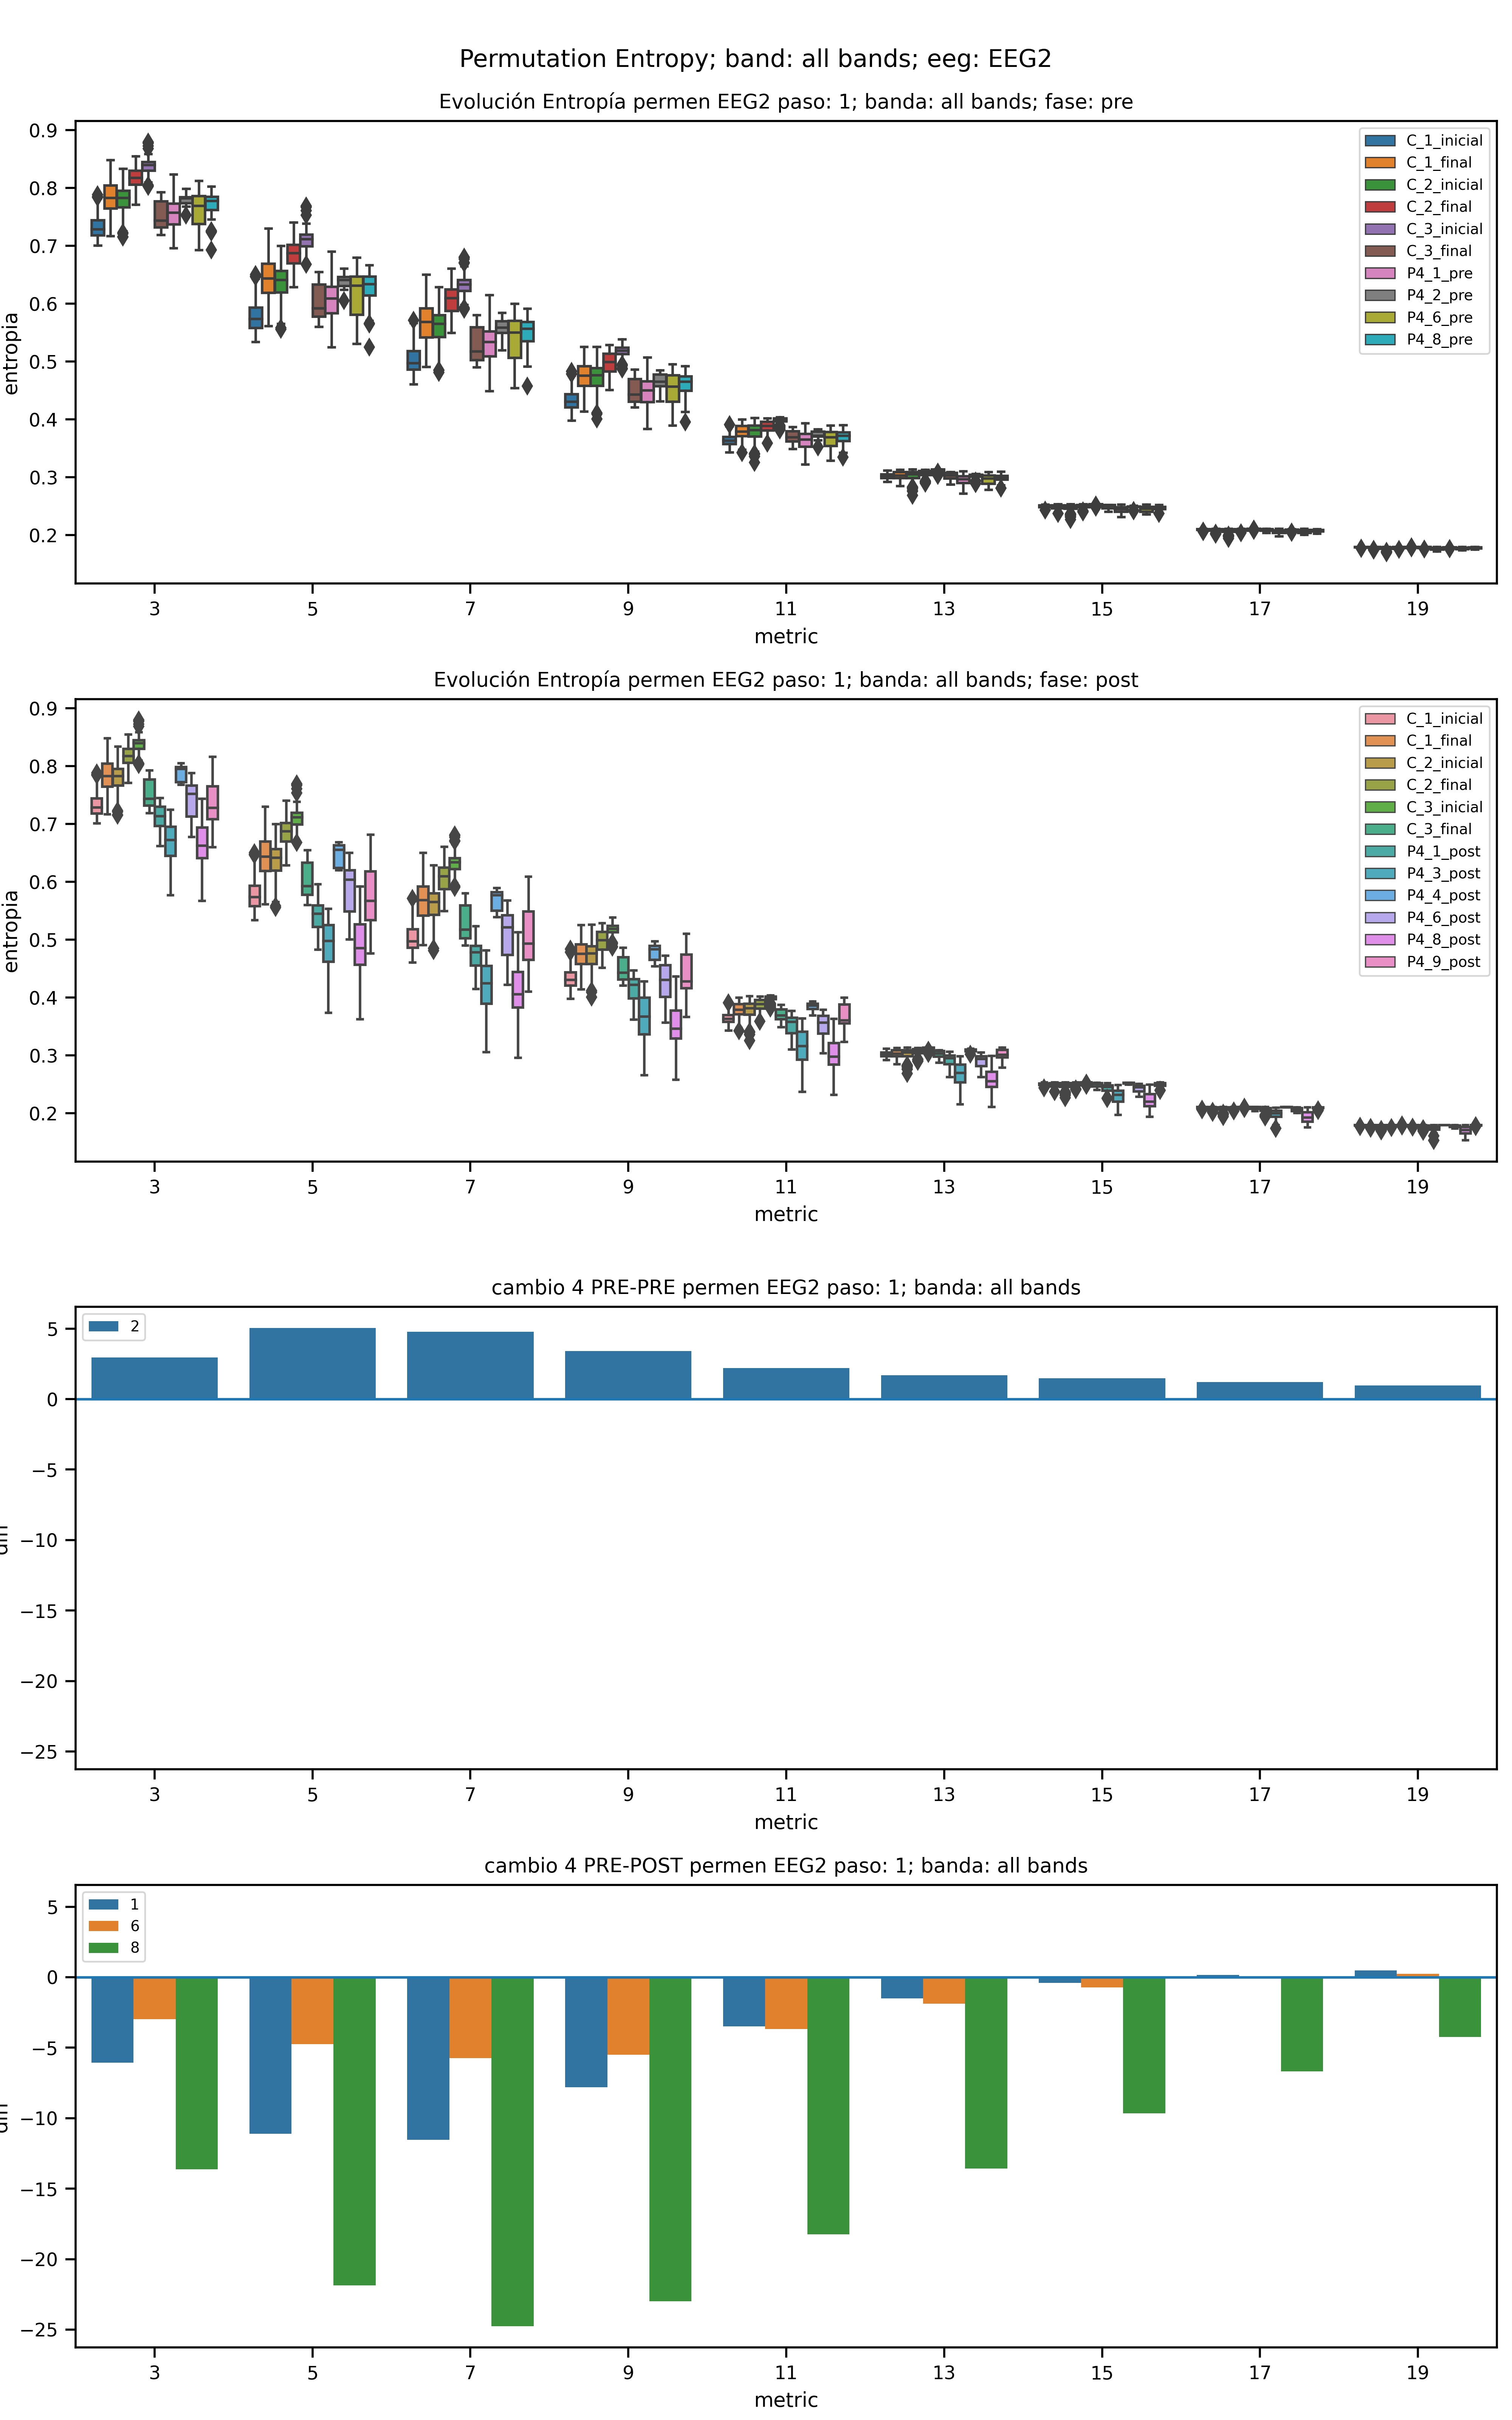 Permutation Entropy; band: all bands; eeg: EEG2
Evolución Entropía permen EEG2 paso: 1; banda: all bands; fase: pre
entropia
0.9
0.8
0.7
0.6
0.5
0.4
0.3
0.2
C_1_inicial
C_1_final
C_2_inicial
C_2_final
C_3_inicial
C_3_final
P4_1_pre
P4_2_pre
P4_6_pre
P4_8_pre
3 5 7 9 11 13 15 17 19
metric
Evolución Entropía permen EEG2 paso: 1; banda: all bands; fase: post
entropia
0.9
0.8
0.7
0.6
0.5
0.4
0.3
0.2
C_1_inicial
C_1_final
C_2_inicial
C_2_final
C_3_inicial
C_3_final
P4_1_post
P4_3_post
P4_4_post
P4_6_post
P4_8_post
P4_9_post
3 5 7 9 11 13 15 17 19
metric
cambio 4 PRE-PRE permen EEG2 paso: 1; banda: all bands
5
0
−5
−10
−15
−20
−25
2
3 5 7 9 11 13 15 17 19
metric
cambio 4 PRE-POST permen EEG2 paso: 1; banda: all bands
5
0
−5
−10
−15
−20
−25
1
6
8
3 5 7 9 11 13 15 17 19
metric